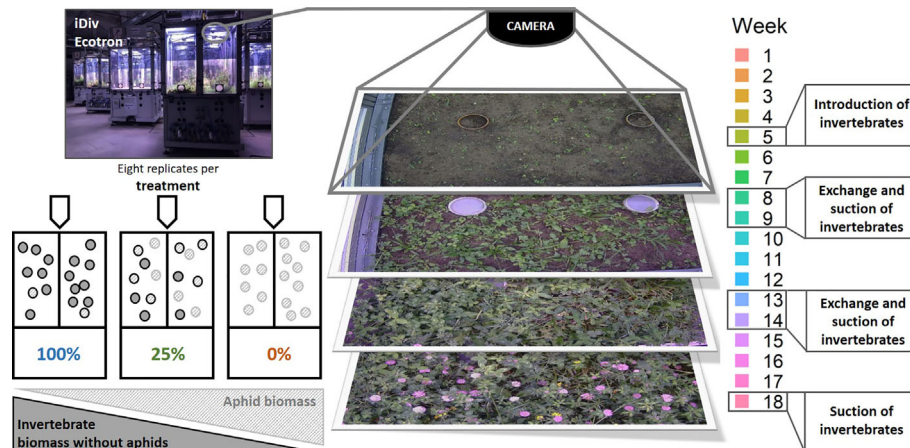 iDiv
Ecotron
CAMERA
Eight replicates per
treatment
100%
25%
0%
Aphid biomass
Invertebrate
biomass without aphids
Week
1
2
3
4
5
6
7
8
9
10
11
12
13
14
15
16
17
18
Introduction of
invertebrates
Exchange and
suction of
invertebrates
Exchange and
suction of
invertebrates
Suction of
invertebrates